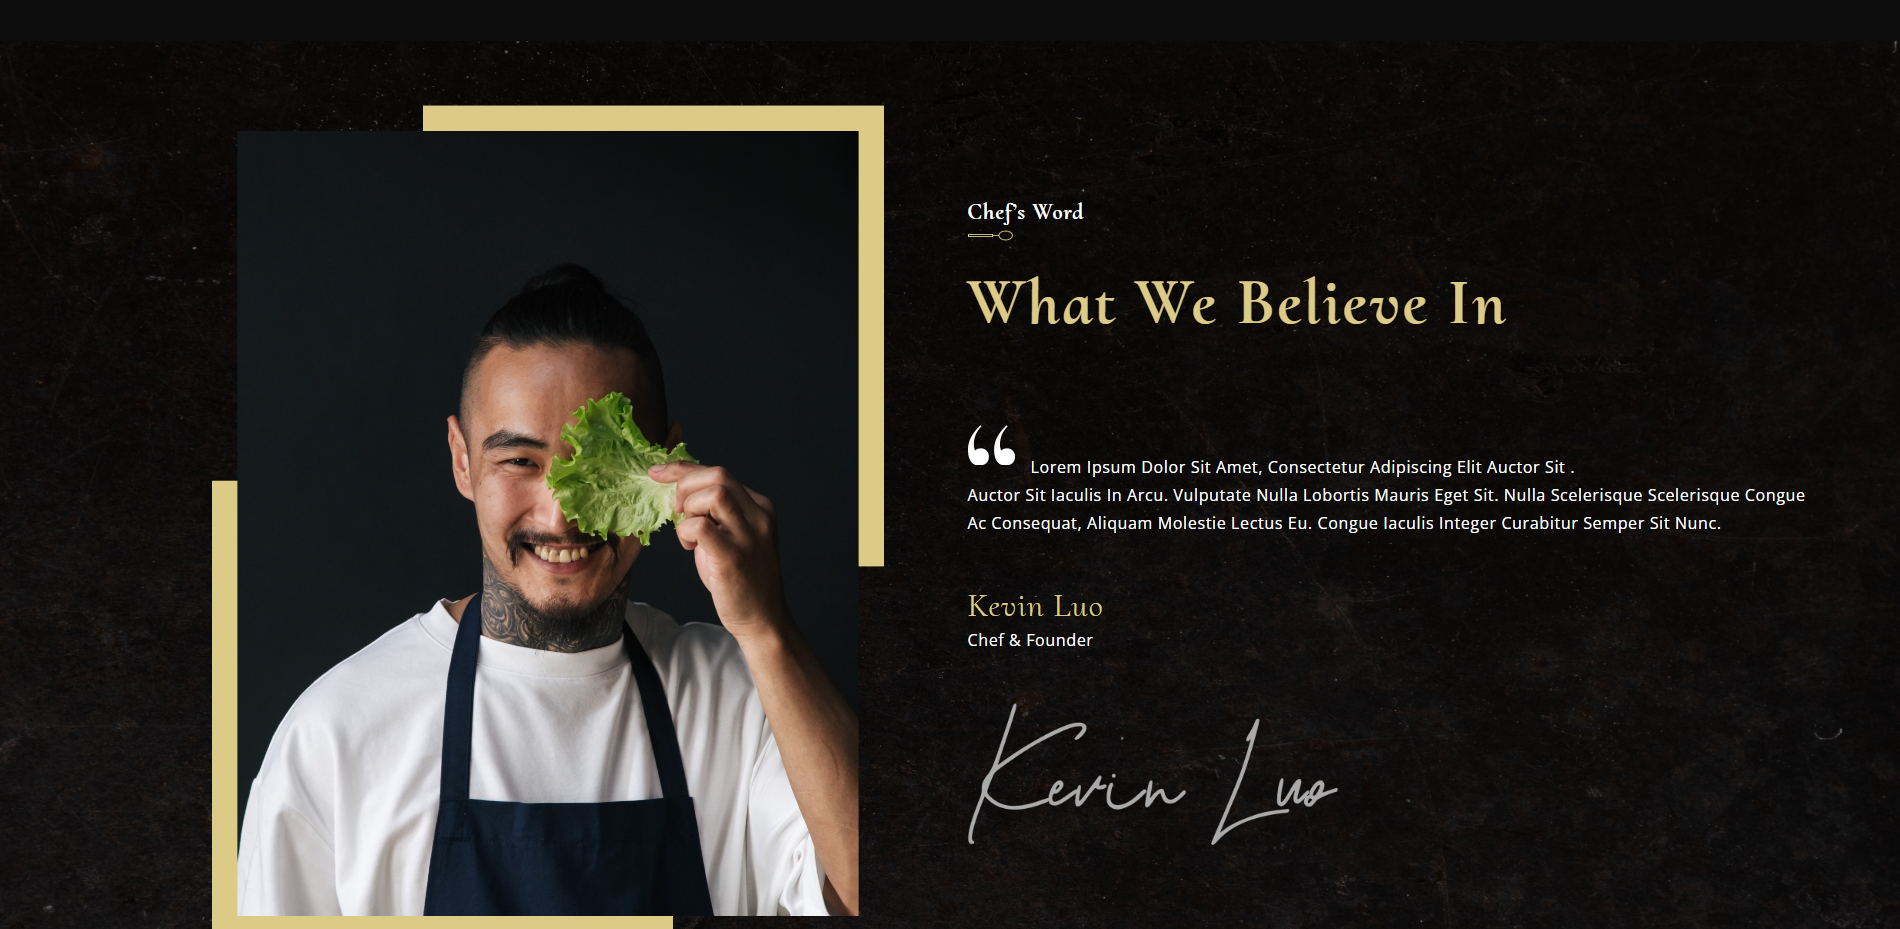 Chef's Word
What We Believe In
“ Lorem Ipsum Dolor Sit Amet, Consectetur Adipiscing Elit Auctor Sit .
Auctor Sit Iaculis In Arcu. Vulputate Nulla Lobortis Mauris Eget Sit. Nulla Scelerisque Scelerisque Congue
Ac Consequat, Aliquam Molestie Lectus Eu. Congue Iaculis Integer Curabitur Semper Sit Nunc.
Kevin Luo
Chef & Founder
Kevin Luo